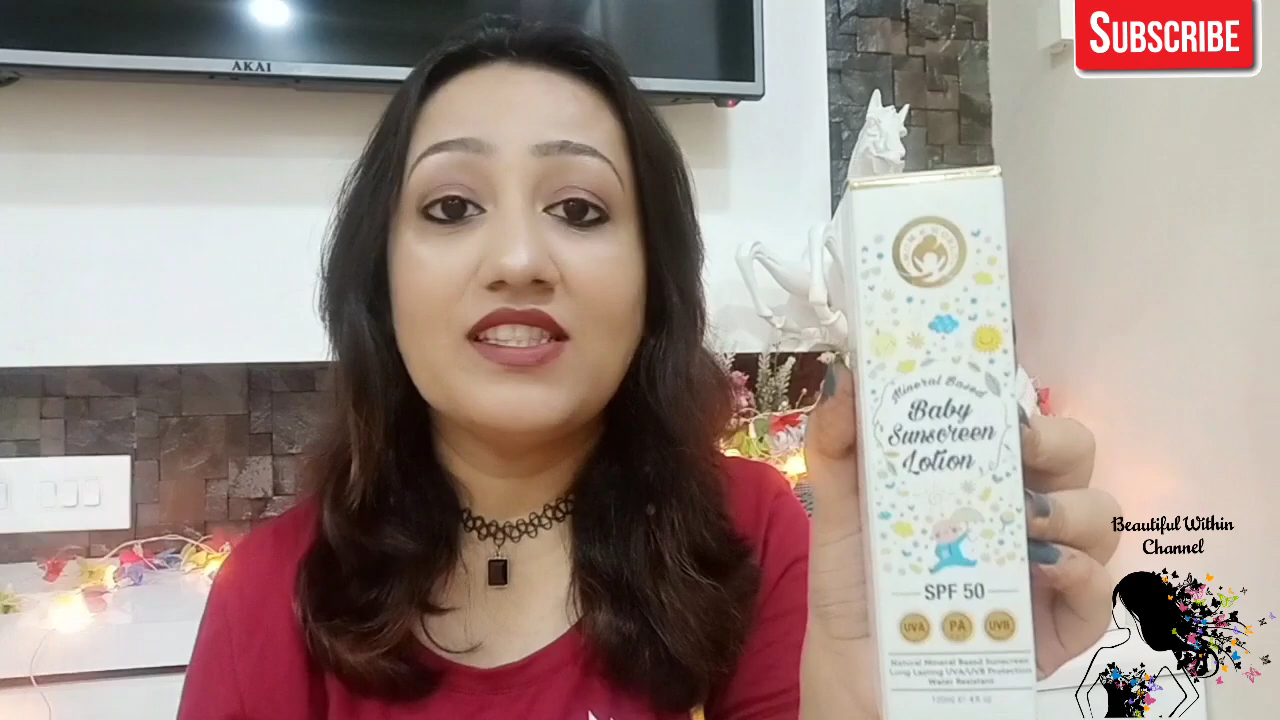 AKAI
SUBSCRIBE
Mineral Based
Baby
Sunscreen
Lotion
SPF 50
UVA PA UVB
Natural Mineral Based Sunscreen
Long Lasting UVA/UVB Protection
Water Resistant
Beautiful Within
Channel